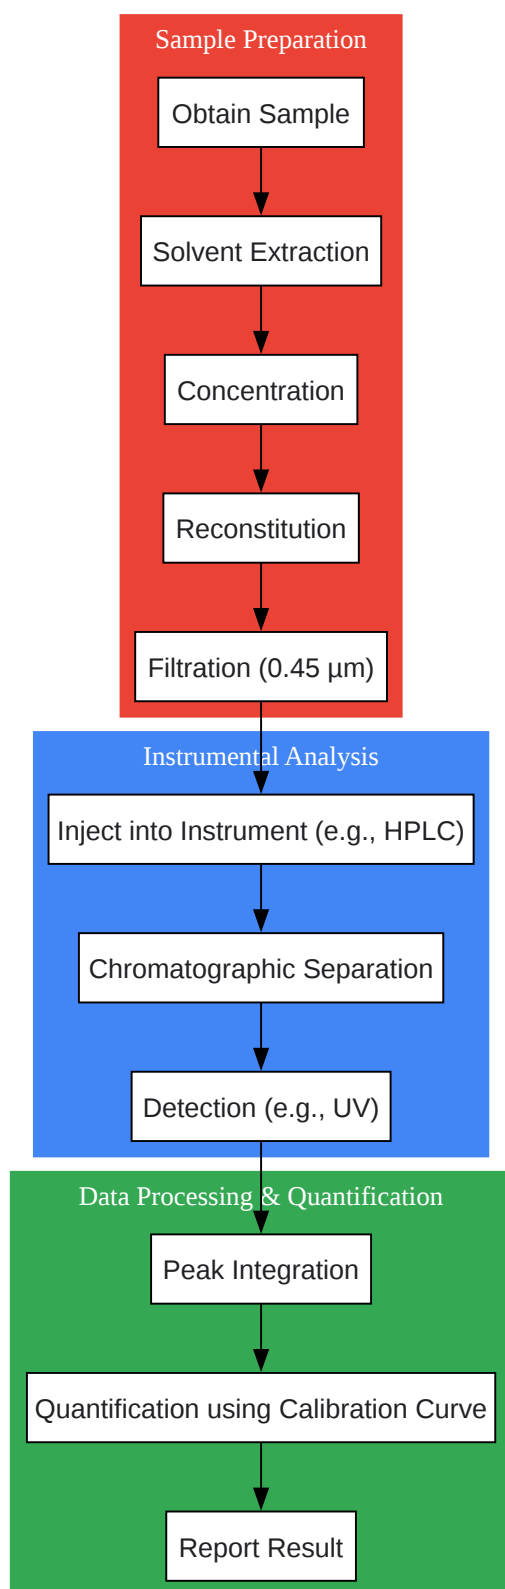 Sample Preparation
Obtain Sample
Solvent Extraction
Concentration
Reconstitution
Filtration (0.45 µm)
Instrumental Analysis
Inject into Instrument (e.g., HPLC)
Chromatographic Separation
Detection (e.g., UV)
Data Processing & Quantification
Peak Integration
Quantification using Calibration Curve
Report Result